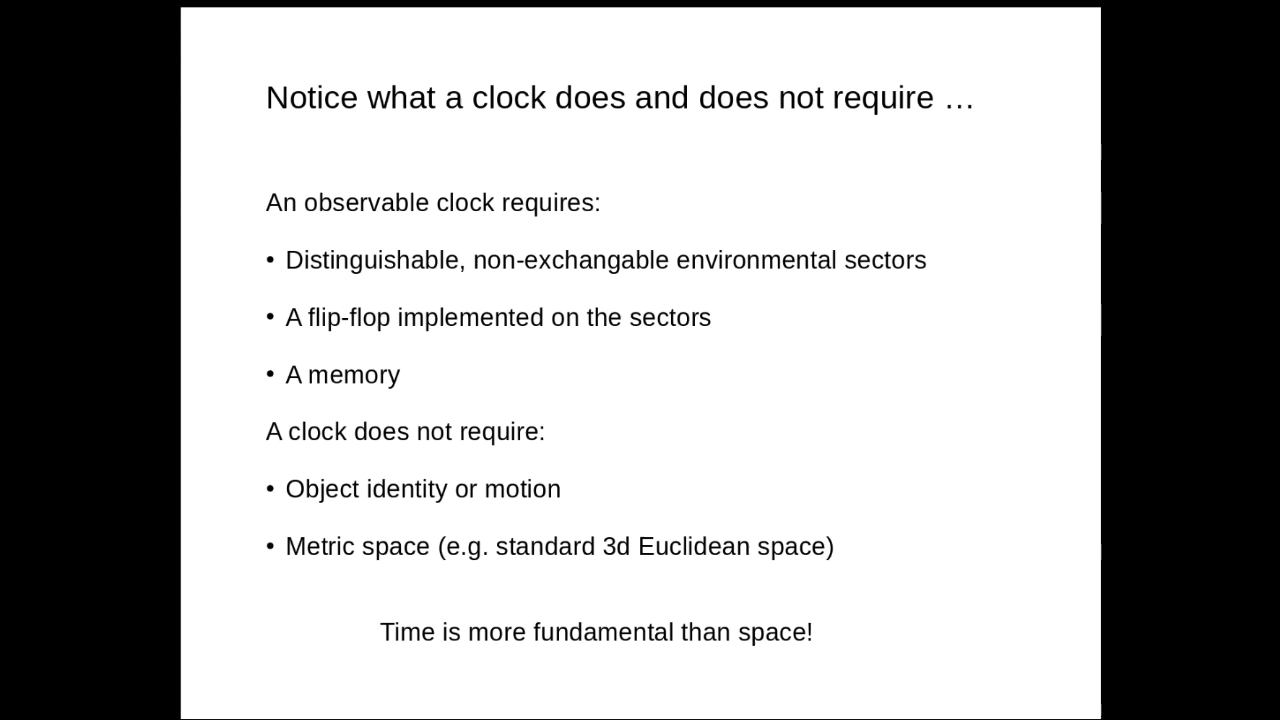 Notice what a clock does and does not require …
An observable clock requires:
• Distinguishable, non-exchangable environmental sectors
• A flip-flop implemented on the sectors
• A memory
A clock does not require:
• Object identity or motion
• Metric space (e.g. standard 3d Euclidean space)
Time is more fundamental than space!